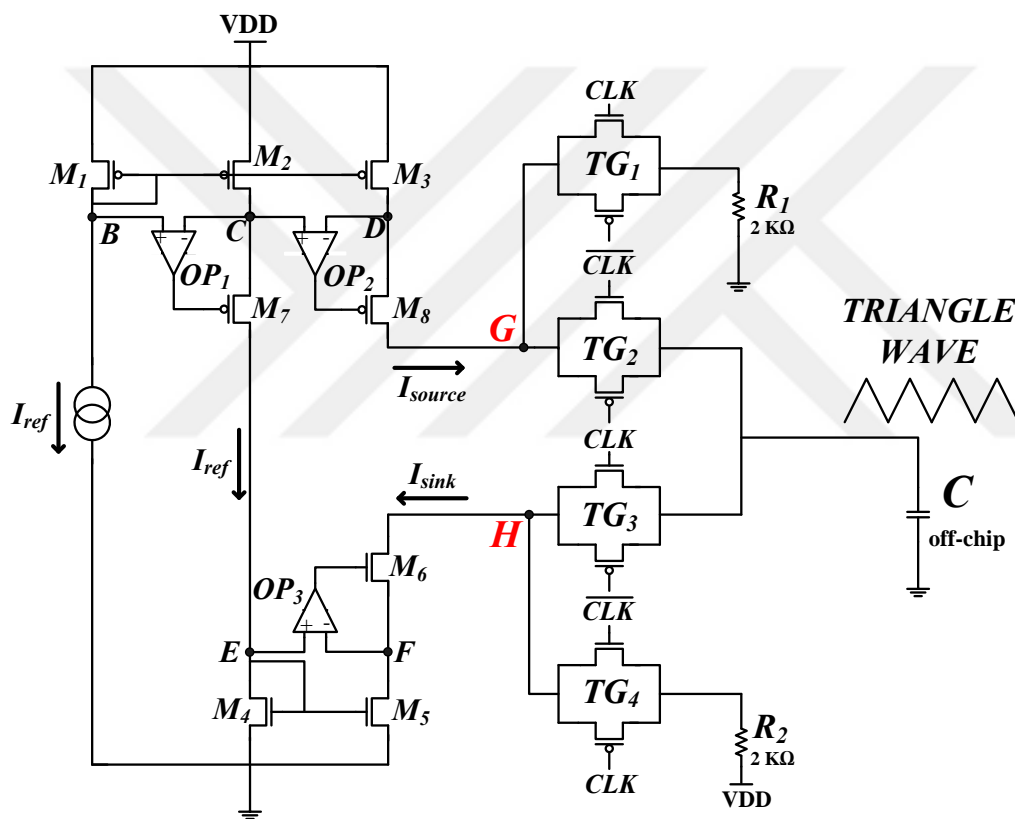 VDD
M1
M2
M3
B
C
D
+ -
OP1
+ -
OP2
M7
M8
Iref
Iref
Isource
Isink
G
H
CLK
TG1
R1
2 KΩ
CLK
TG2
CLK
CLK
TG3
CLK
TG4
CLK
R2
2 KΩ
VDD
TRIANGLE
WAVE
C
off-chip
M6
OP3
+ -
E
F
M4
M5